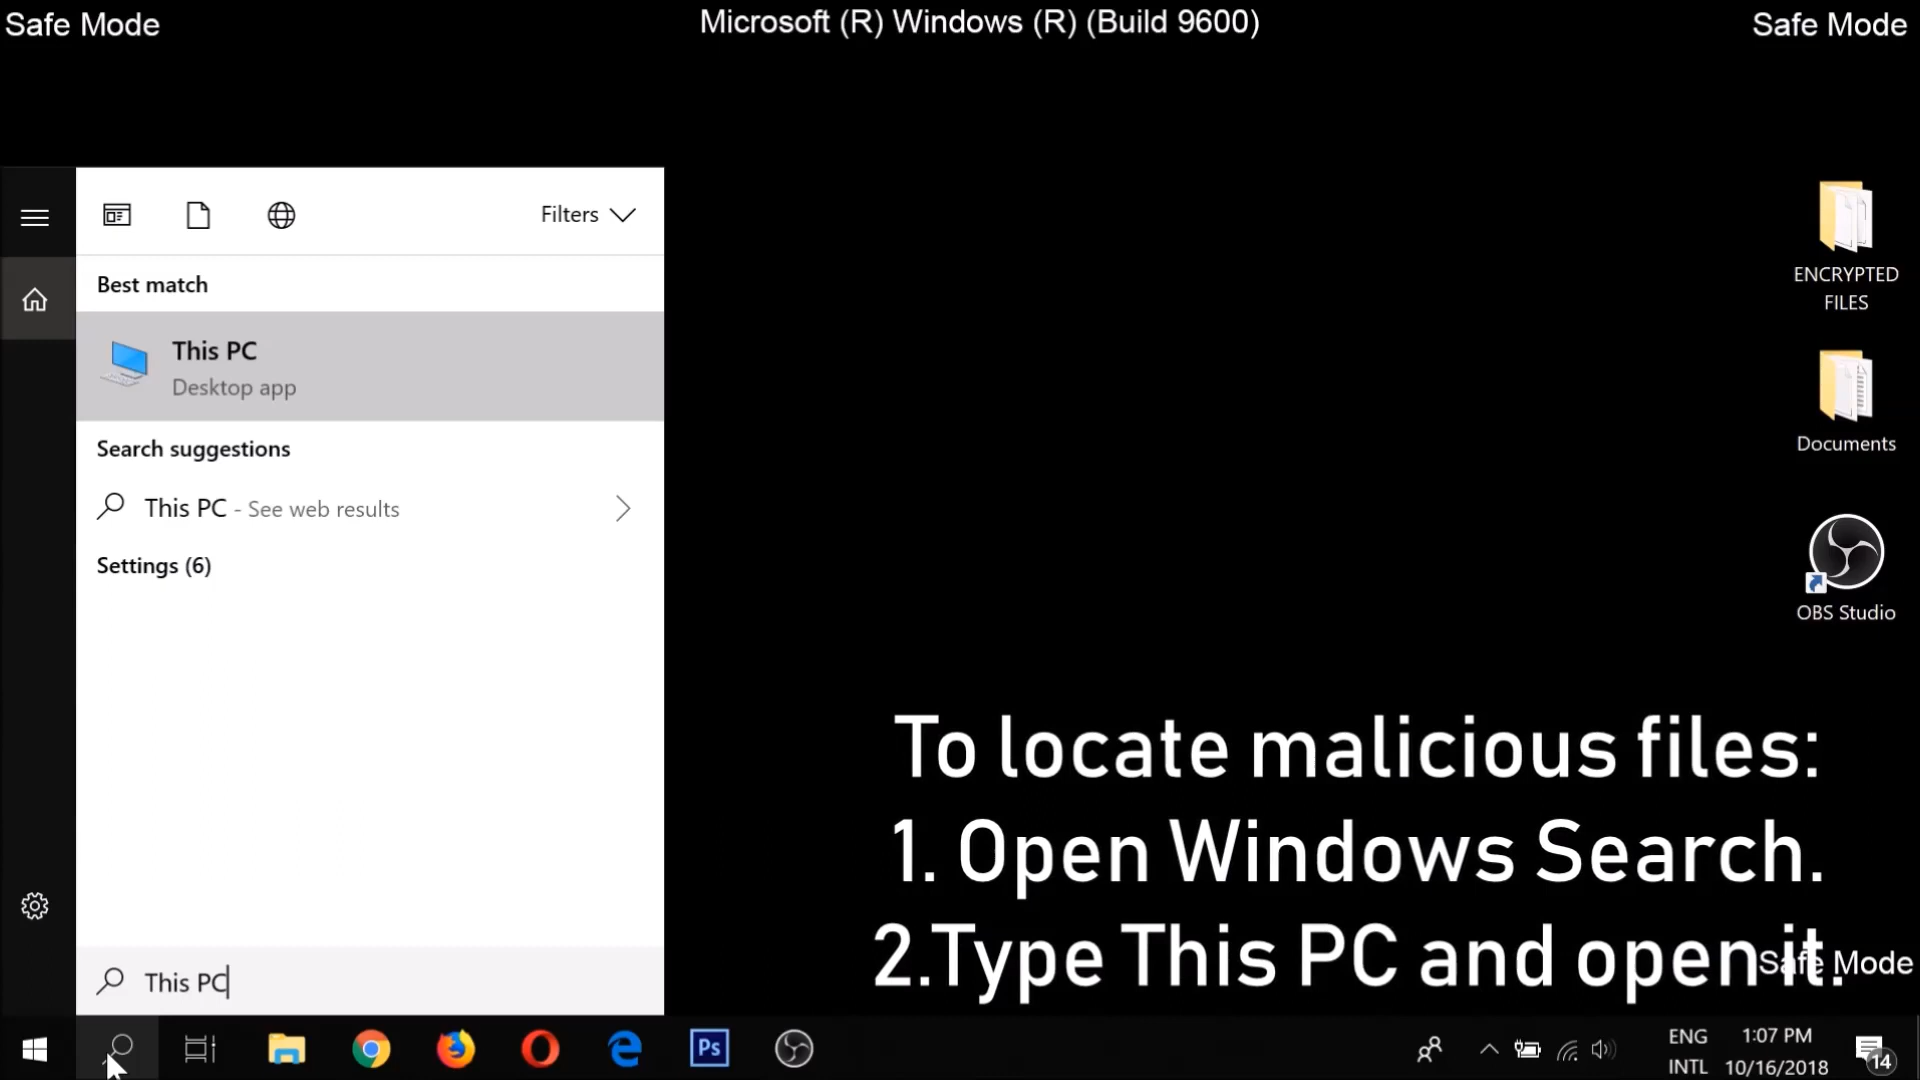 Safe Mode
Microsoft (R) Windows (R) (Build 9600)
Safe Mode
Filters
Best match
This PC
Desktop app
Search suggestions
This PC - See web results
Settings (6)
This PC
ENCRYPTED
FILES
Documents
OBS Studio
To locate malicious files:
1. Open Windows Search.
2.Type This PC and open it.
Safe Mode
Ps
ENG
INTL
1:07 PM
10/16/2018
14